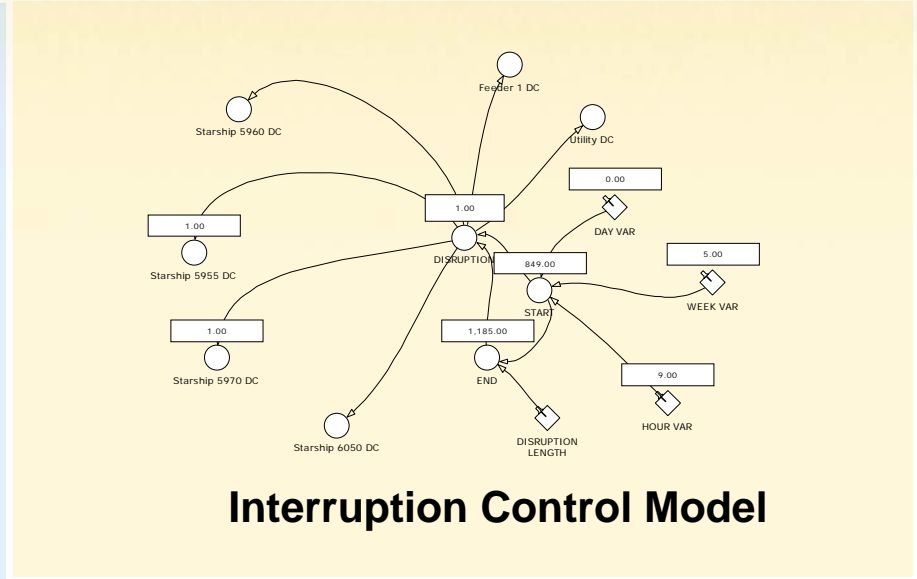 Feeder 1 DC
Starship 5960 DC
Utility DC
0.00
DAY VAR
1.00
DISRUPTION
1.00
Starship 5955 DC
849.00
START
5.00
WEEK VAR
1.00
Starship 5970 DC
1,185.00
END
9.00
HOUR VAR
Starship 6050 DC
DISRUPTION
LENGTH
Interruption Control Model